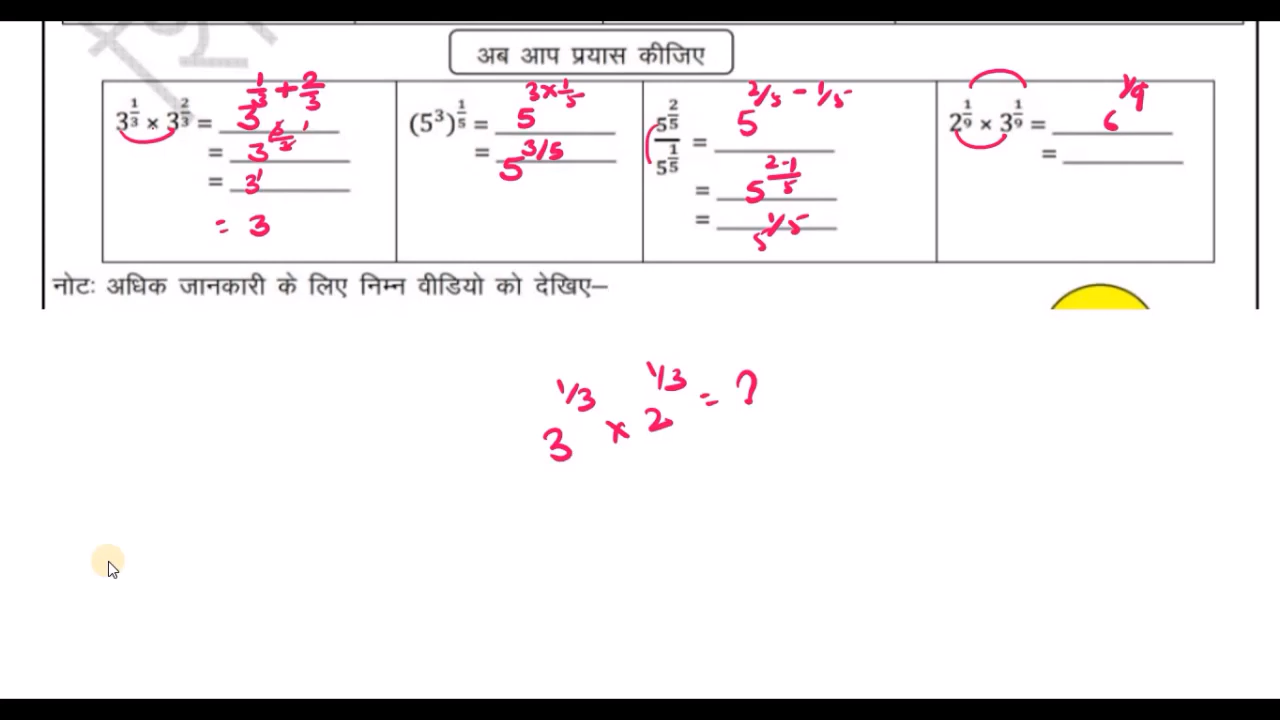 अब आप प्रयास कीजिए
3^{1/3} × 3^{2/3} = 3^{1/3 + 2/3}
= 3^{3/3}
= 3^1
= 3
(5^3)^{1/5} = 5^{3×1/5}
= 5^{3/5}
5^{2/5} / 5^{1/5} = 5^{2/5 - 1/5}
= 5^{(2-1)/5}
= 5^{1/5}
2^{1/9} × 3^{1/9} = 6^{1/9}
=
नोटः अधिक जानकारी के लिए निम्न वीडियो को देखिए–
3^{1/3} × 2^{1/3} = ?